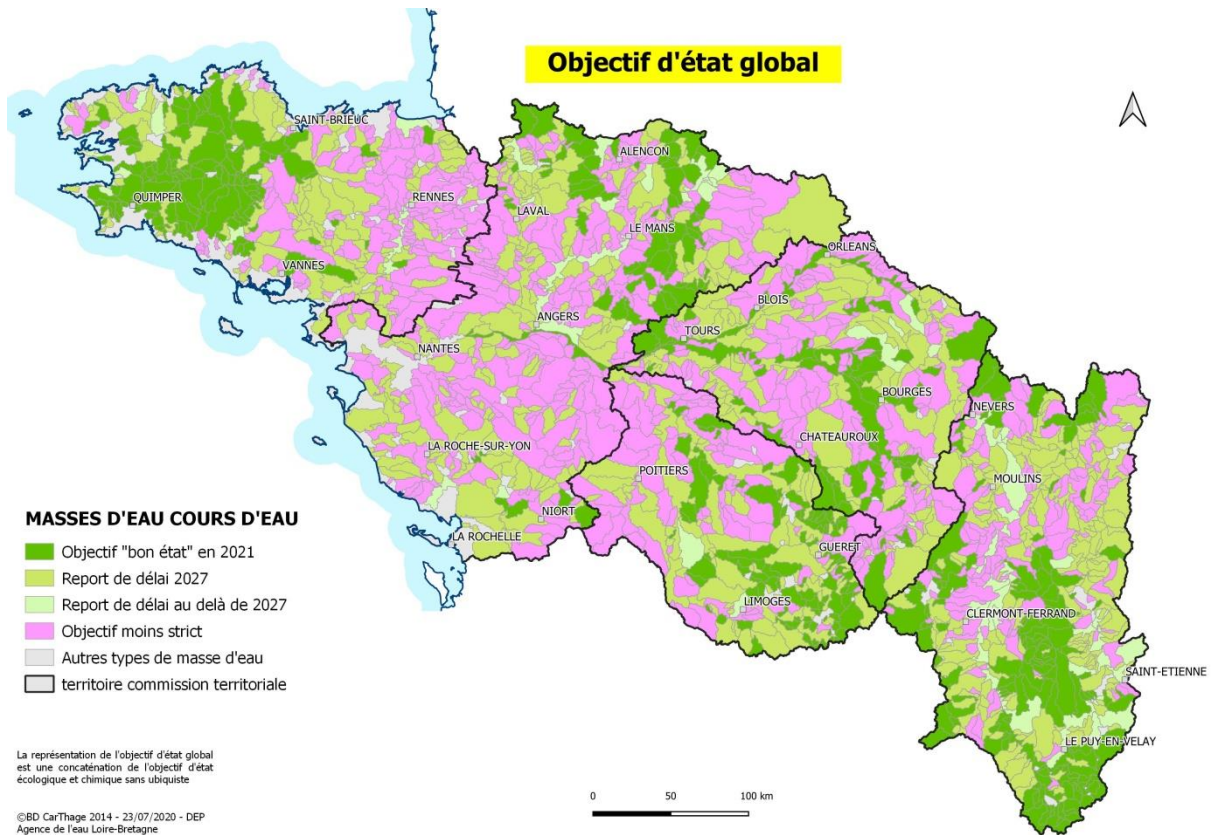 Objectif d'état global
SAINT-BRIEUC
ALENCON
QUIMPER
RENNES
LAVAL
LE MANS
ORLEANS
VANNES
BLOIS
ANGERS
TOURS
NANTES
BOURGES
NEVERS
CHATEAUROUX
LA ROCHE-SUR-YON
POITIERS
MOULINS
NIORT
LA ROCHELLE
GUERET
LIMOGES
CLERMONT-FERRAND
SAINT-ETIENNE
LE PUY-EN-VELAY
MASSES D'EAU COURS D'EAU
Objectif "bon état" en 2021
Report de délai 2027
Report de délai au delà de 2027
Objectif moins strict
Autres types de masse d'eau
territoire commission territoriale
La représentation de l'objectif d'état global
est une concaténation de l'objectif d'état
écologique et chimique sans ubiquiste
©BD CarThage 2014 - 23/07/2020 - DEP
Agence de l'eau Loire-Bretagne
0 50 100 km